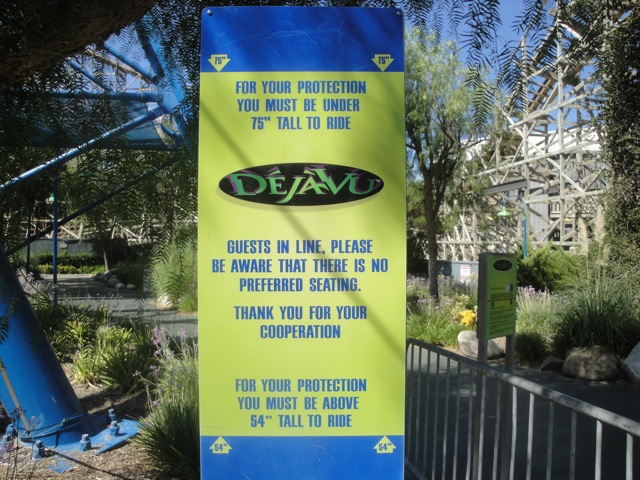 75" 75"
FOR YOUR PROTECTION
YOU MUST BE UNDER
75" TALL TO RIDE
DÉJÀ VU
GUESTS IN LINE, PLEASE
BE AWARE THAT THERE IS NO
PREFERRED SEATING.
THANK YOU FOR YOUR
COOPERATION
FOR YOUR PROTECTION
YOU MUST BE ABOVE
54" TALL TO RIDE
54" 54"